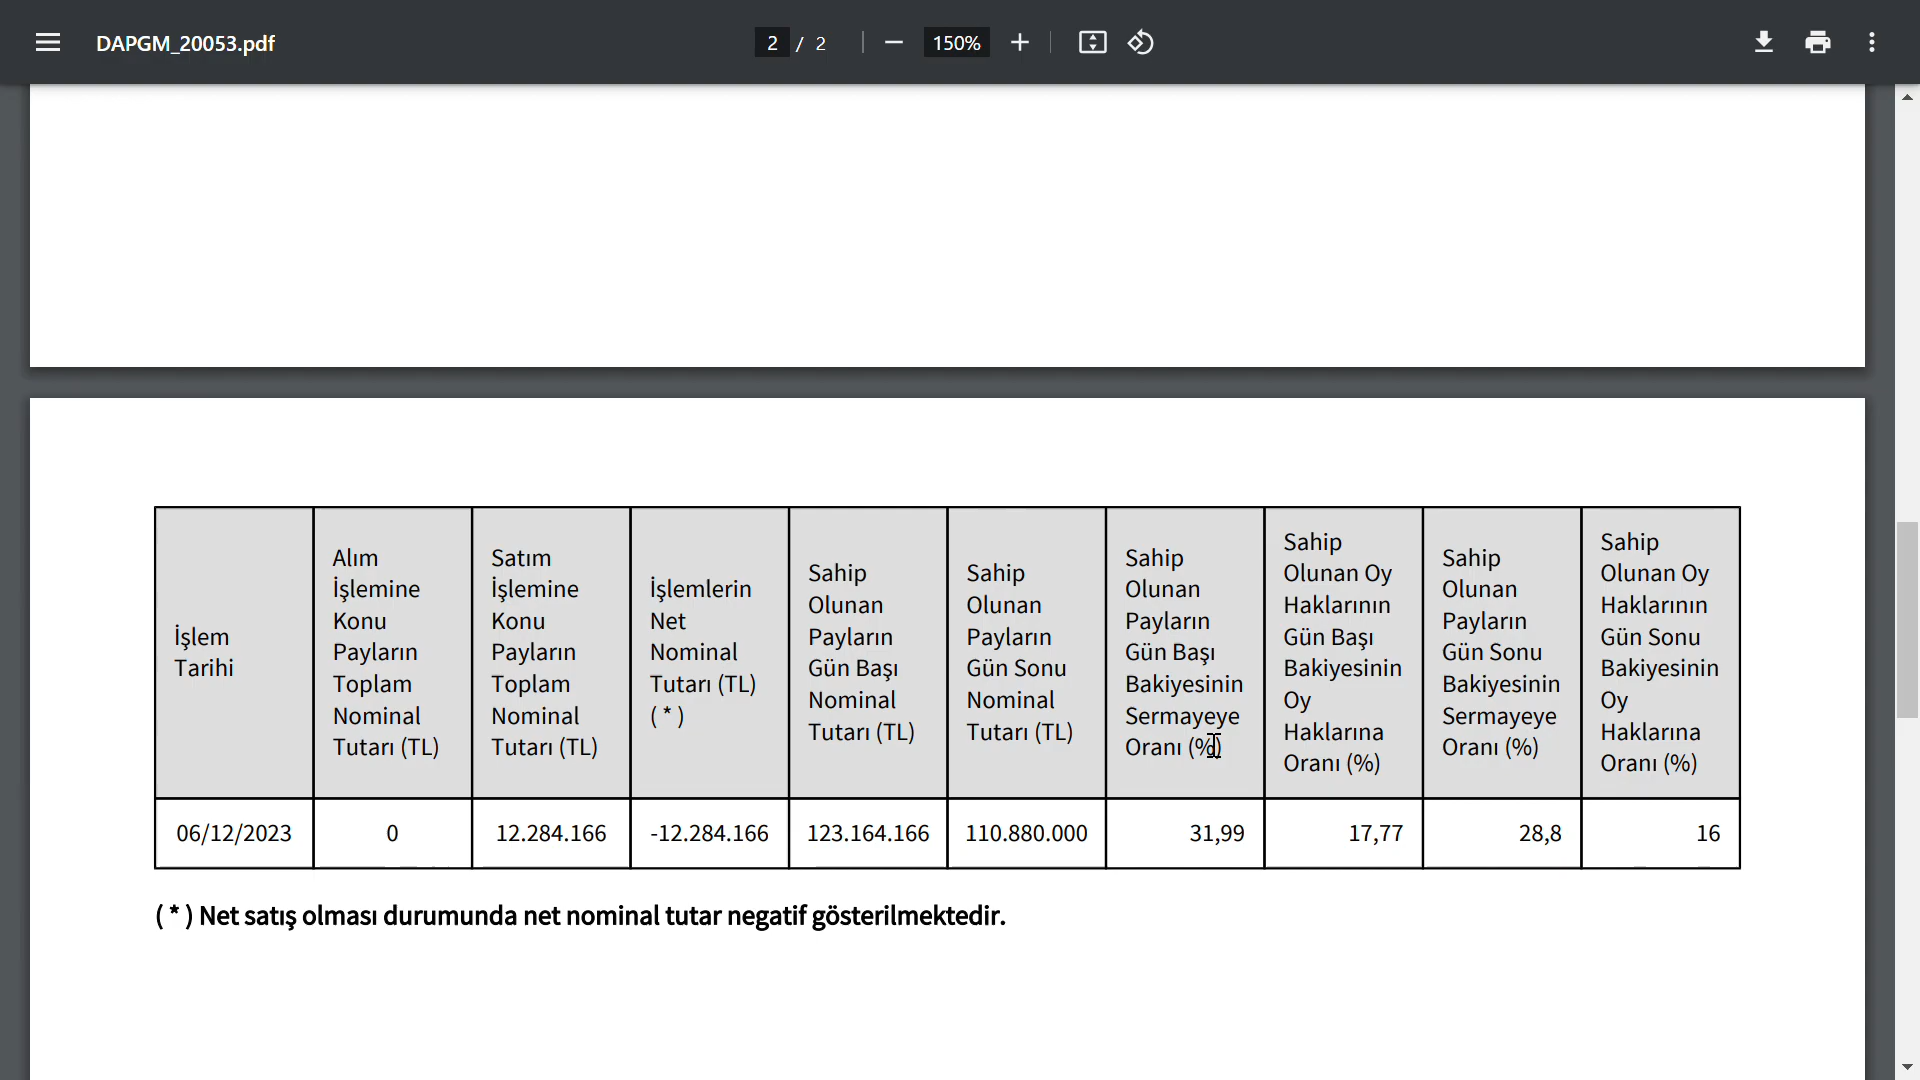 DAPGM_20053.pdf
2 / 2
150%
İşlem
Tarihi
Alım
İşlemine
Konu
Payların
Toplam
Nominal
Tutarı (TL)
Satım
İşlemine
Konu
Payların
Toplam
Nominal
Tutarı (TL)
İşlemlerin
Net
Nominal
Tutarı (TL)
( * )
Sahip
Olunan
Payların
Gün Başı
Nominal
Tutarı (TL)
Sahip
Olunan
Payların
Gün Sonu
Nominal
Tutarı (TL)
Sahip
Olunan
Payların
Gün Başı
Bakiyesinin
Sermayeye
Oranı (%)
Sahip
Olunan Oy
Haklarının
Gün Başı
Bakiyesinin
Oy
Haklarına
Oranı (%)
Sahip
Olunan
Payların
Gün Sonu
Bakiyesinin
Sermayeye
Oranı (%)
Sahip
Olunan Oy
Haklarının
Gün Sonu
Bakiyesinin
Oy
Haklarına
Oranı (%)
06/12/2023 0 12.284.166 -12.284.166 123.164.166 110.880.000 31,99 17,77 28,8 16
( * ) Net satış olması durumunda net nominal tutar negatif gösterilmektedir.